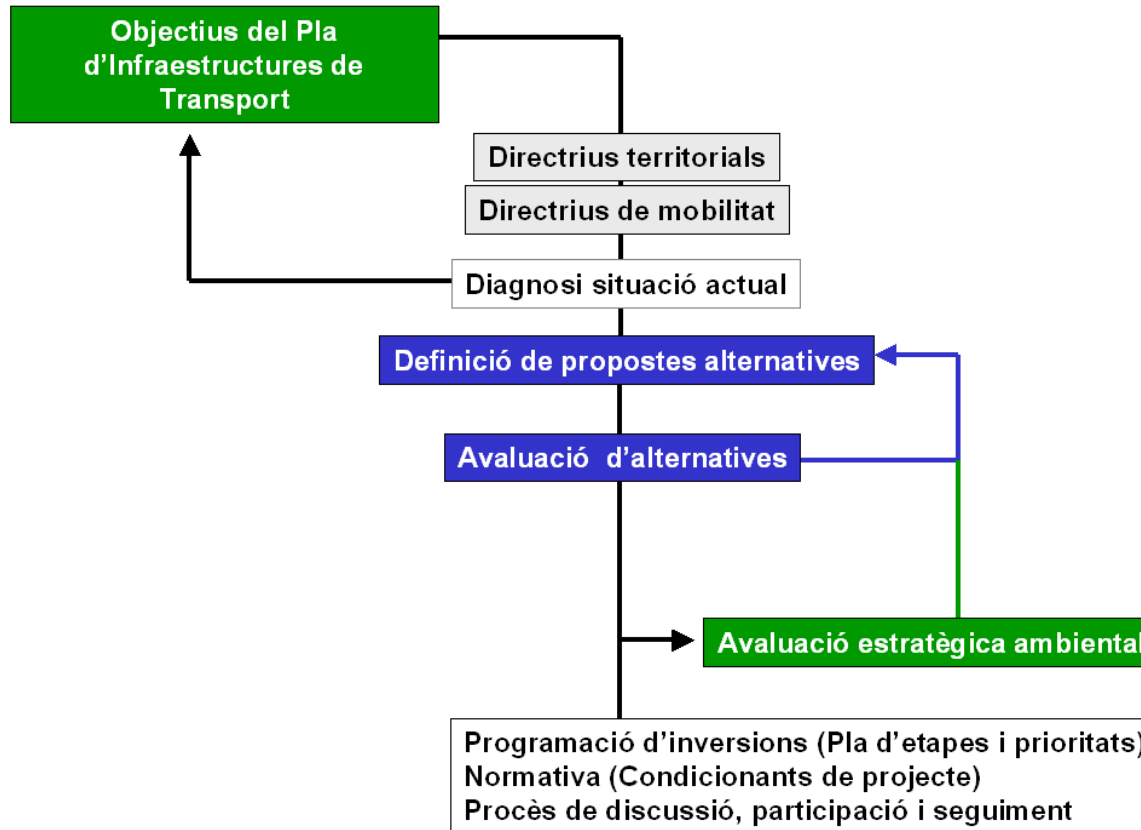 Objectius del Pla
d’Infraestructures de
Transport
Directrius territorials
Directrius de mobilitat
Diagnosi situació actual
Definició de propostes alternatives
Avaluació  d’alternatives
Avaluació estratègica ambiental
Programació d’inversions (Pla d’etapes i prioritats)
Normativa (Condicionants de projecte)
Procès de discussió, participació i seguiment